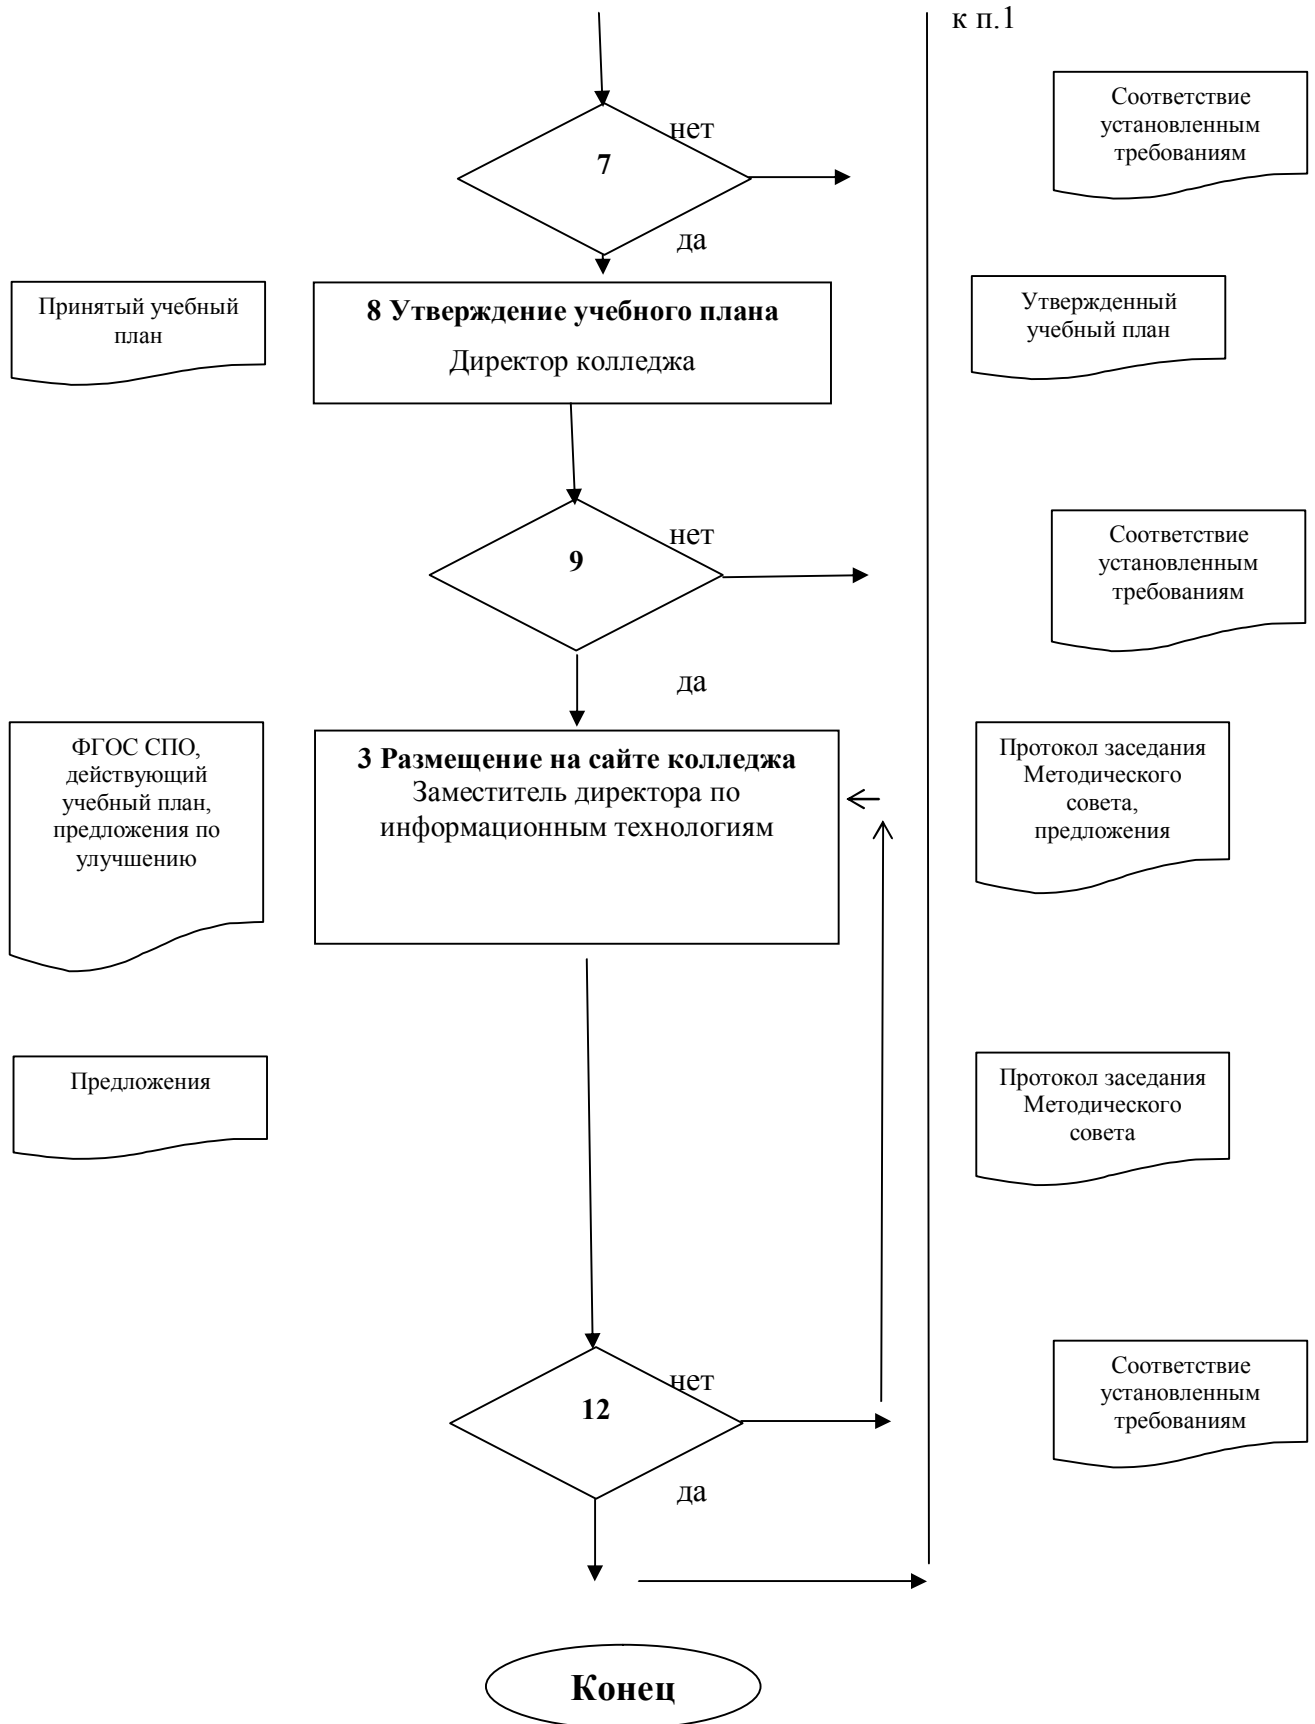 к п.1
нет
7
да
Соответствие
установленным
требованиям
Принятый учебный
план
8 Утверждение учебного плана
Директор колледжа
Утвержденный
учебный план
нет
9
да
Соответствие
установленным
требованиям
ФГОС СПО,
действующий
учебный план,
предложения по
улучшению
3 Размещение на сайте колледжа
Заместитель директора по
информационным технологиям
Протокол заседания
Методического
совета,
предложения
Предложения
Протокол заседания
Методического
совета
нет
12
да
Соответствие
установленным
требованиям
Конец